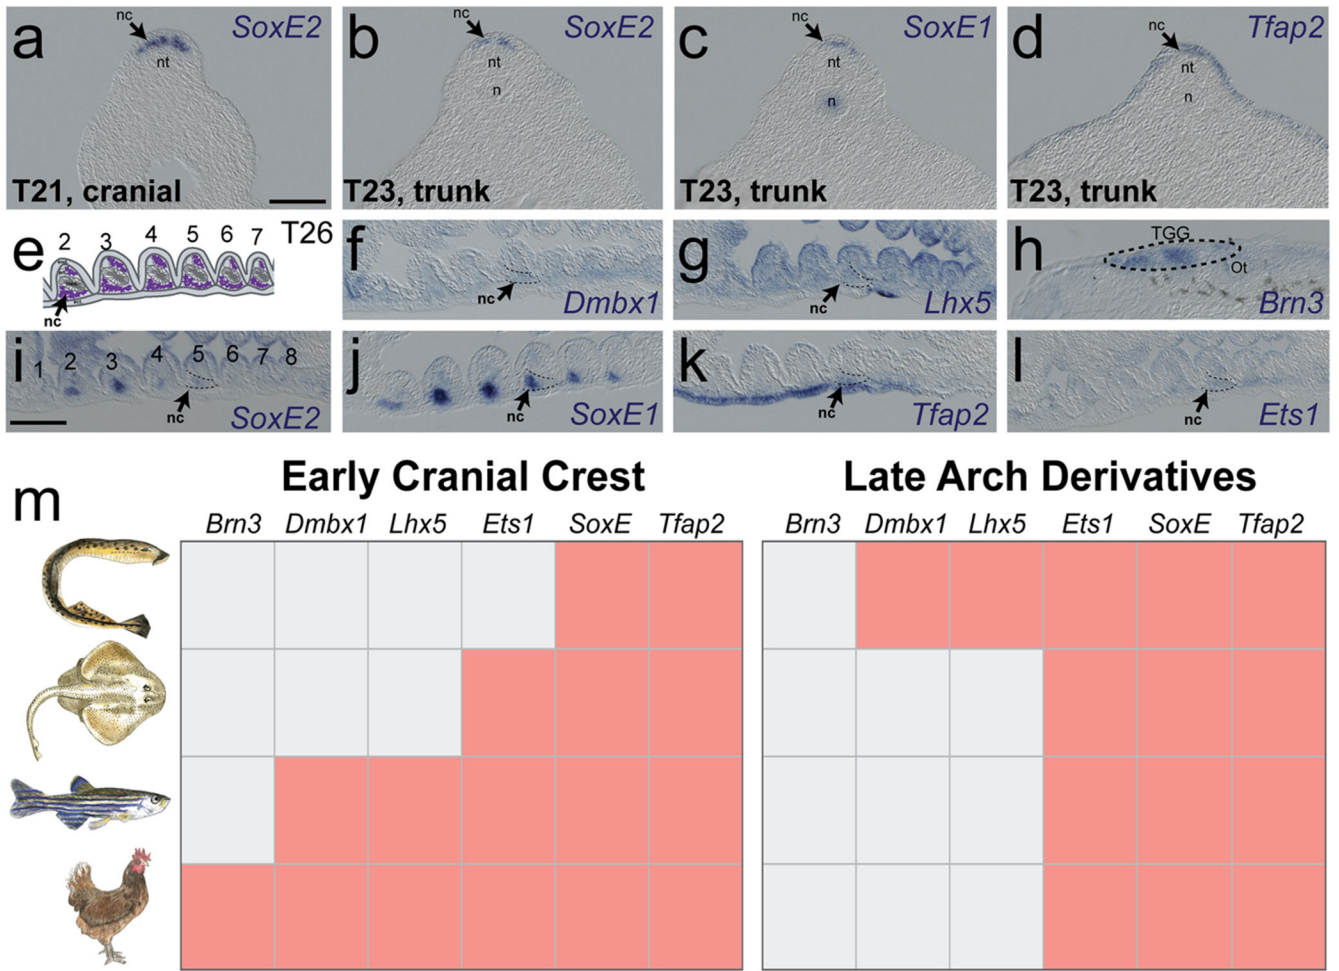 a nc SoxE2
nt
T21, cranial
b nc SoxE2
nt
n
T23, trunk
c nc SoxE1
nt
n
T23, trunk
d nc Tfap2
nt
n
T23, trunk
e 2 3 4 5 6 7 T26
nc
f
nc Dmbx1
g
nc Lhx5
h TGG
Ot
Brn3
i 1 2 3 4 5 6 7 8
nc SoxE2
j
nc SoxE1
k
nc Tfap2
l
nc Ets1
m Early Cranial Crest Late Arch Derivatives
Brn3 Dmbx1 Lhx5 Ets1 SoxE Tfap2 Brn3 Dmbx1 Lhx5 Ets1 SoxE Tfap2